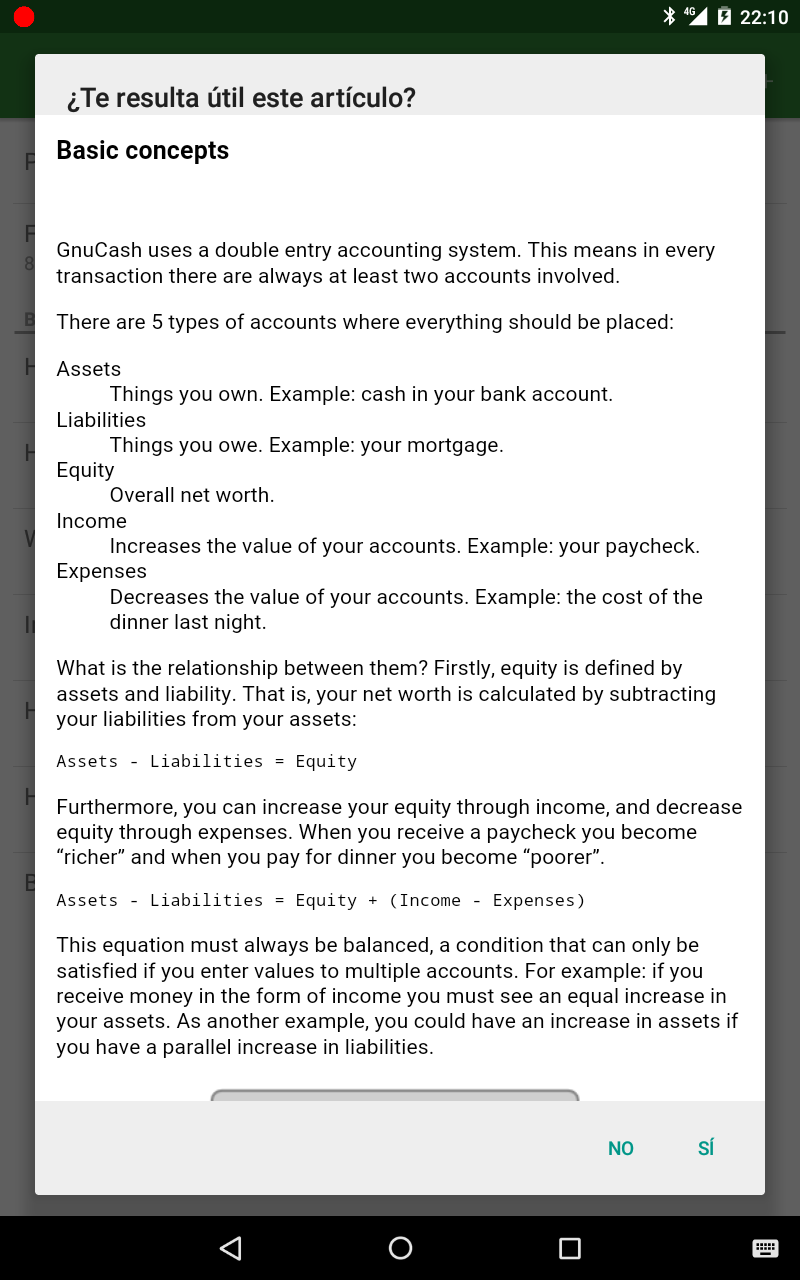 4G 22:10
¿Te resulta útil este artículo?
Basic concepts
GnuCash uses a double entry accounting system. This means in every
transaction there are always at least two accounts involved.
There are 5 types of accounts where everything should be placed:
Assets
Things you own. Example: cash in your bank account.
Liabilities
Things you owe. Example: your mortgage.
Equity
Overall net worth.
Income
Increases the value of your accounts. Example: your paycheck.
Expenses
Decreases the value of your accounts. Example: the cost of the
dinner last night.
What is the relationship between them? Firstly, equity is defined by
assets and liability. That is, your net worth is calculated by subtracting
your liabilities from your assets:
Assets - Liabilities = Equity
Furthermore, you can increase your equity through income, and decrease
equity through expenses. When you receive a paycheck you become
“richer” and when you pay for dinner you become “poorer”.
Assets - Liabilities = Equity + (Income - Expenses)
This equation must always be balanced, a condition that can only be
satisfied if you enter values to multiple accounts. For example: if you
receive money in the form of income you must see an equal increase in
your assets. As another example, you could have an increase in assets if
you have a parallel increase in liabilities.
NO SÍ